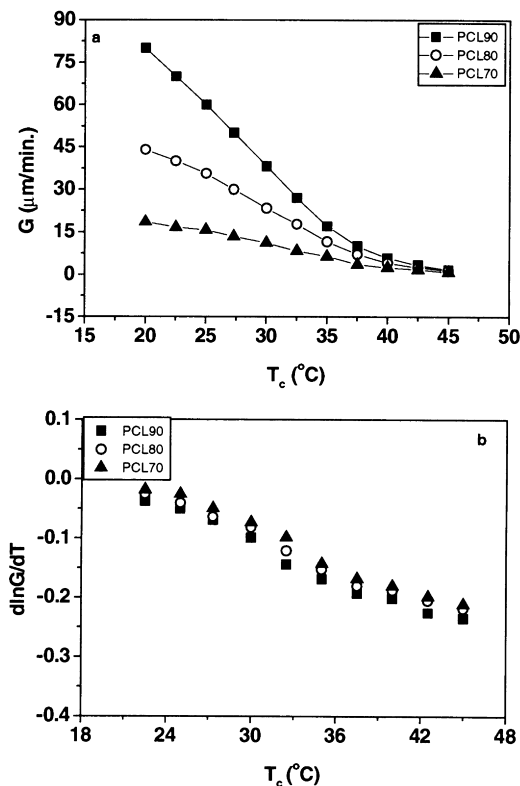 a
PCL90
PCL80
PCL70
G (μm/min.)
90
75
60
45
30
15
0
-15
15 20 25 30 35 40 45 50
Tc (°C)
b
PCL90
PCL80
PCL70
dlnG/dT
0.1
0.0
-0.1
-0.2
-0.3
-0.4
18 24 30 36 42 48
Tc (°C)